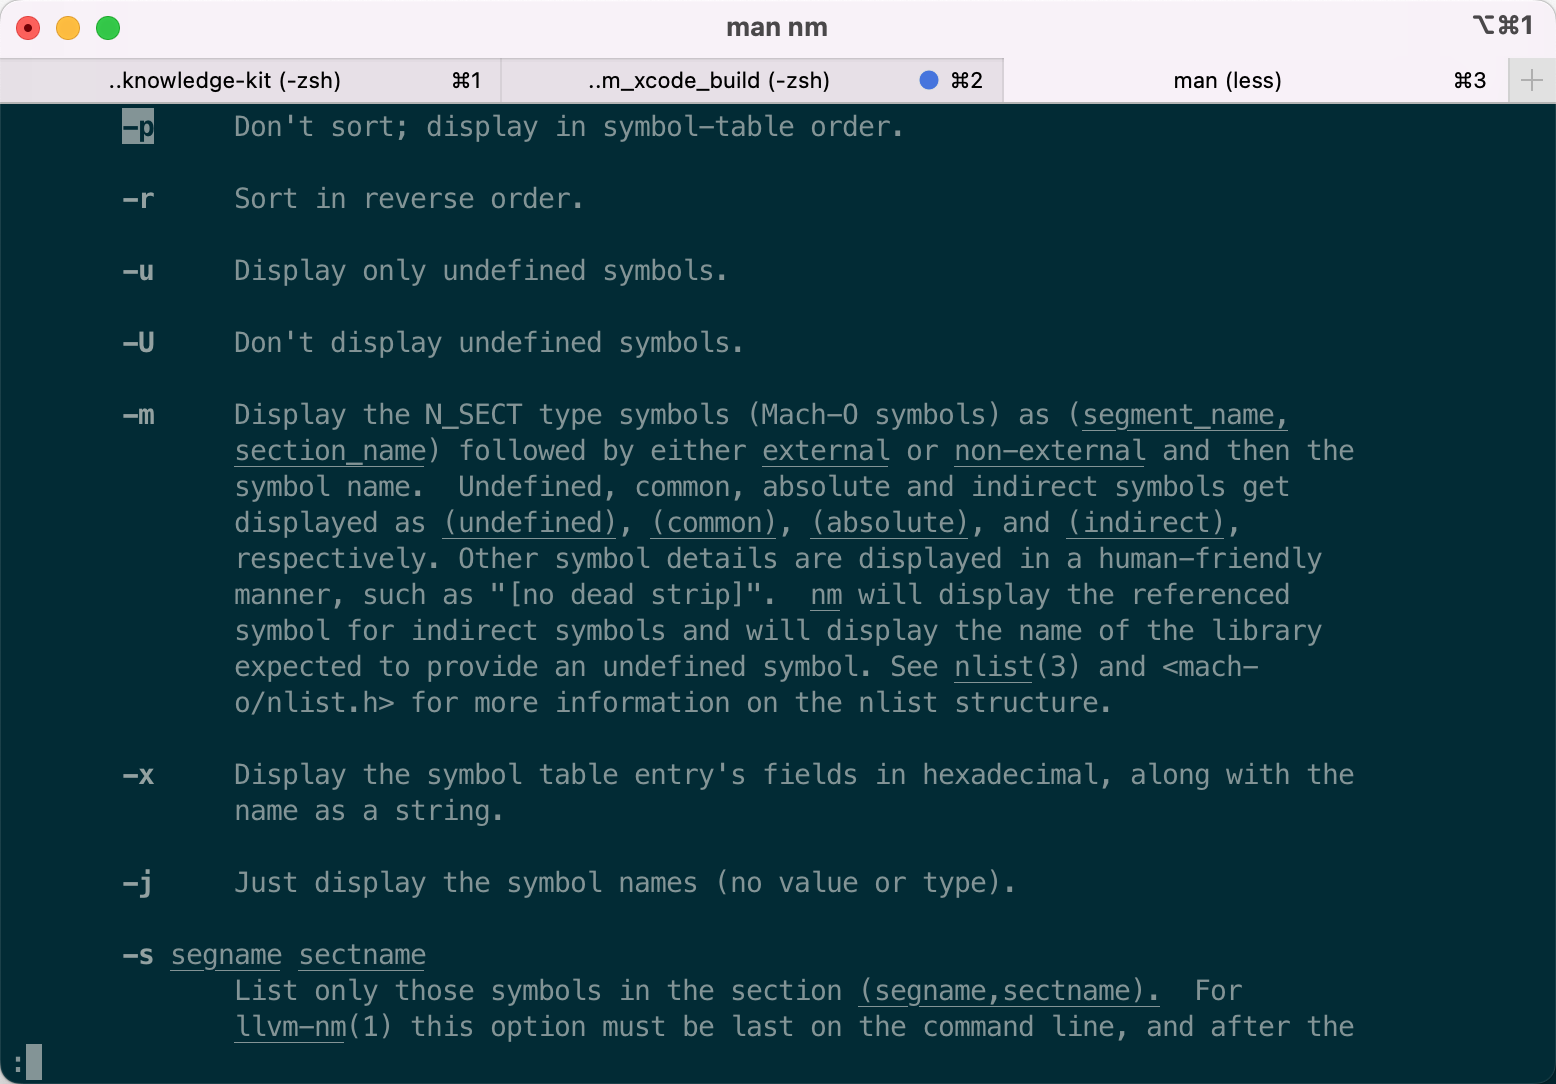 man nm
⌥⌘1
..knowledge-kit (-zsh) ⌘1
..m_xcode_build (-zsh) ⌘2
man (less) ⌘3
-p Don't sort; display in symbol-table order.
-r Sort in reverse order.
-u Display only undefined symbols.
-U Don't display undefined symbols.
-m Display the N_SECT type symbols (Mach-O symbols) as (segment_name,
section_name) followed by either external or non-external and then the
symbol name.  Undefined, common, absolute and indirect symbols get
displayed as (undefined), (common), (absolute), and (indirect),
respectively. Other symbol details are displayed in a human-friendly
manner, such as "[no dead strip]".  nm will display the referenced
symbol for indirect symbols and will display the name of the library
expected to provide an undefined symbol. See nlist(3) and <mach-
o/nlist.h> for more information on the nlist structure.
-x Display the symbol table entry's fields in hexadecimal, along with the
name as a string.
-j Just display the symbol names (no value or type).
-s segname sectname
List only those symbols in the section (segname,sectname).  For
llvm-nm(1) this option must be last on the command line, and after the
: